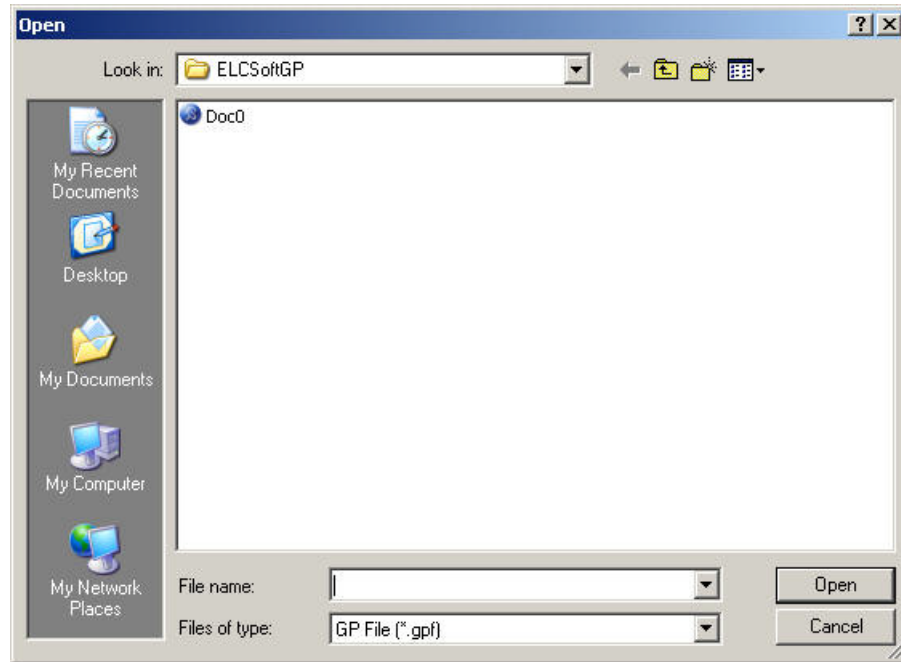 Open
Look in:
ELCSoftGP
Doc0
My Recent
Documents
Desktop
My Documents
My Computer
My Network
Places
File name:
Open
Files of type:
GP File (*.gpf)
Cancel